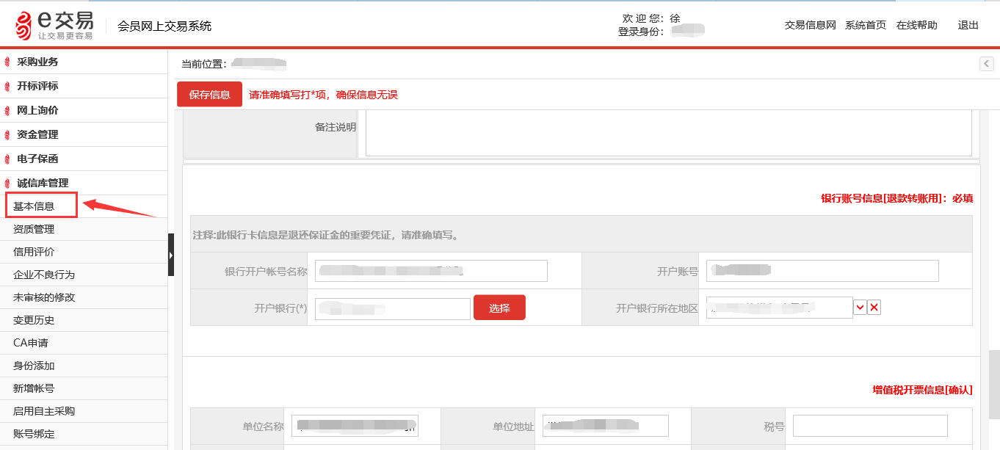 e交易
让交易更容易
会员网上交易系统
欢 迎 您： 徐
登录身份：
交易信息网 系统首页 在线帮助 退出
采购业务
开标评标
网上询价
资金管理
电子保函
诚信库管理
基本信息
资质管理
信用评价
企业不良行为
未审核的修改
变更历史
CA申请
身份添加
新增帐号
启用自主采购
账号绑定
当前位置：
保存信息 请准确填写打*项，确保信息无误
备注说明
银行账号信息[退款转账用]：必填
注释:此银行卡信息是退还保证金的重要凭证，请准确填写。
银行开户帐号名称 开户账号
开户银行(*) 选择 开户银行所在地区
增值税开票信息[确认]
单位名称 单位地址 税号